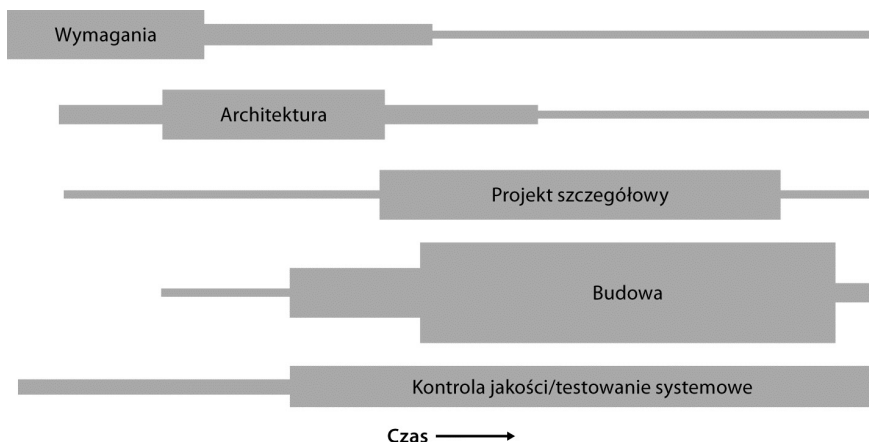 Wymagania
Architektura
Projekt szczegółowy
Budowa
Kontrola jakości/testowanie systemowe
Czas